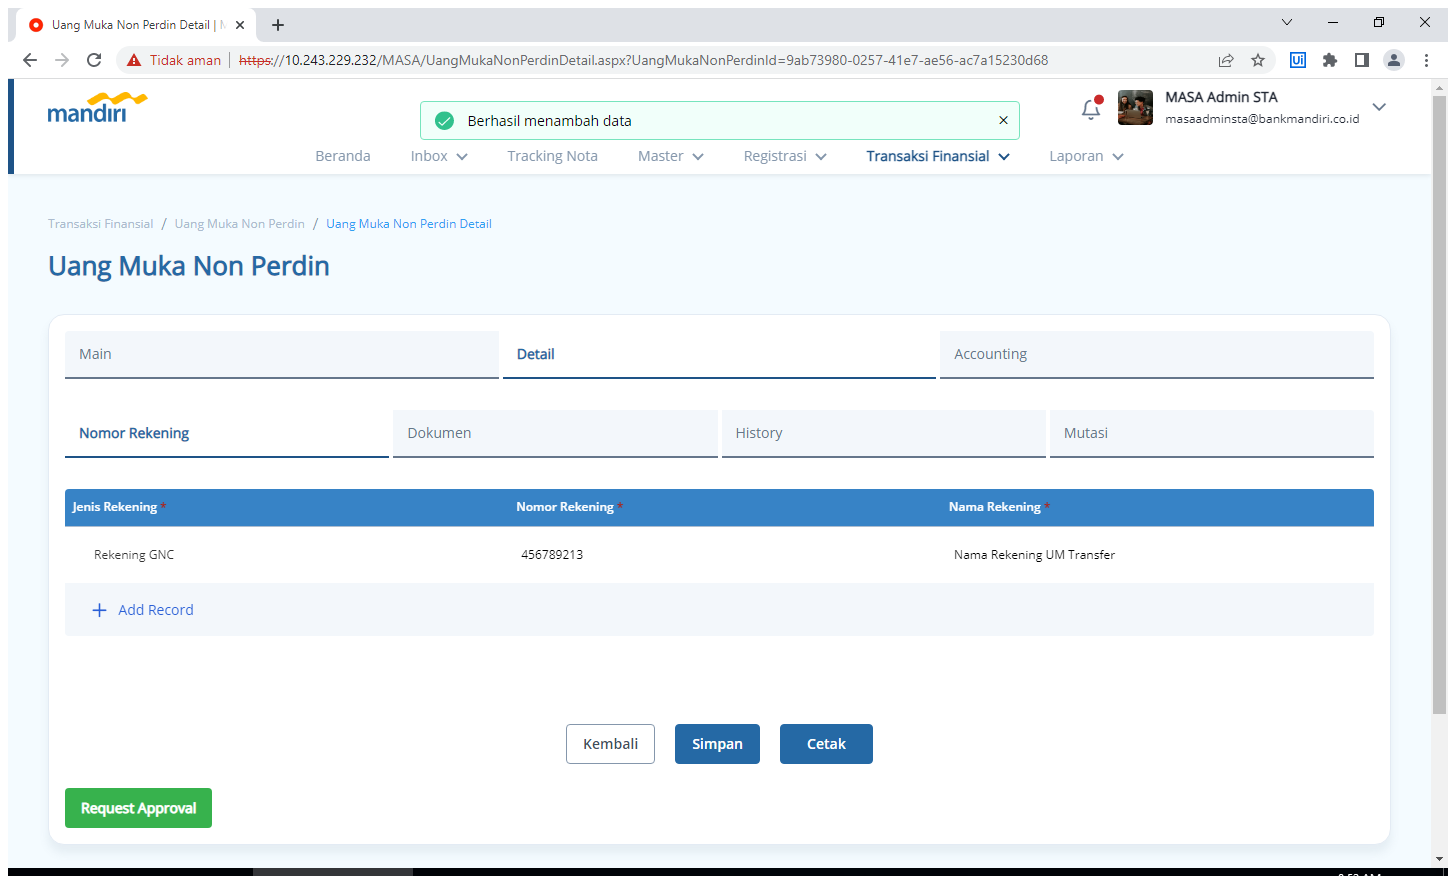 Uang Muka Non Perdin Detail |
Tidak aman https://10.243.229.232/MASA/UangMukaNonPerdinDetail.aspx?UangMukaNonPerdinId=9ab73980-0257-41e7-ae56-ac7a15230d68
mandiri
Berhasil menambah data
MASA Admin STA
masaadminsta@bankmandiri.co.id
Beranda Inbox Tracking Nota Master Registrasi Transaksi Finansial Laporan
Transaksi Finansial / Uang Muka Non Perdin / Uang Muka Non Perdin Detail
Uang Muka Non Perdin
Main Detail Accounting
Nomor Rekening Dokumen History Mutasi
Jenis Rekening * Nomor Rekening * Nama Rekening *
Rekening GNC 456789213 Nama Rekening UM Transfer
+ Add Record
Kembali Simpan Cetak
Request Approval